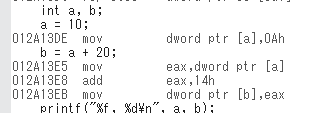 int a, b;
a = 10;
012A13DE mov dword ptr [a],0Ah
b = a + 20;
012A13E5 mov eax,dword ptr [a]
012A13E8 add eax,14h
012A13EB mov dword ptr [b],eax
printf("%f, %d¥n", a, b);